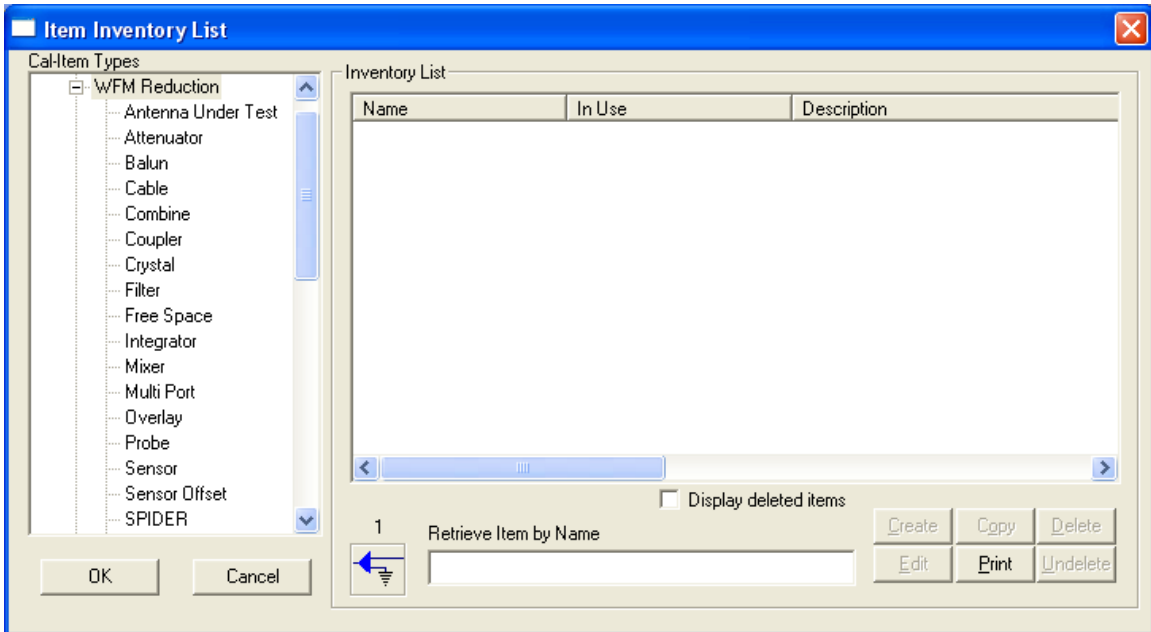 Item Inventory List
Cal-Item Types
WFM Reduction
Antenna Under Test
Attenuator
Balun
Cable
Combine
Coupler
Crystal
Filter
Free Space
Integrator
Mixer
Multi Port
Overlay
Probe
Sensor
Sensor Offset
SPIDER
OK Cancel
Inventory List
Name In Use Description
Display deleted items
1 Retrieve Item by Name
Create Copy Delete
Edit Print Undelete